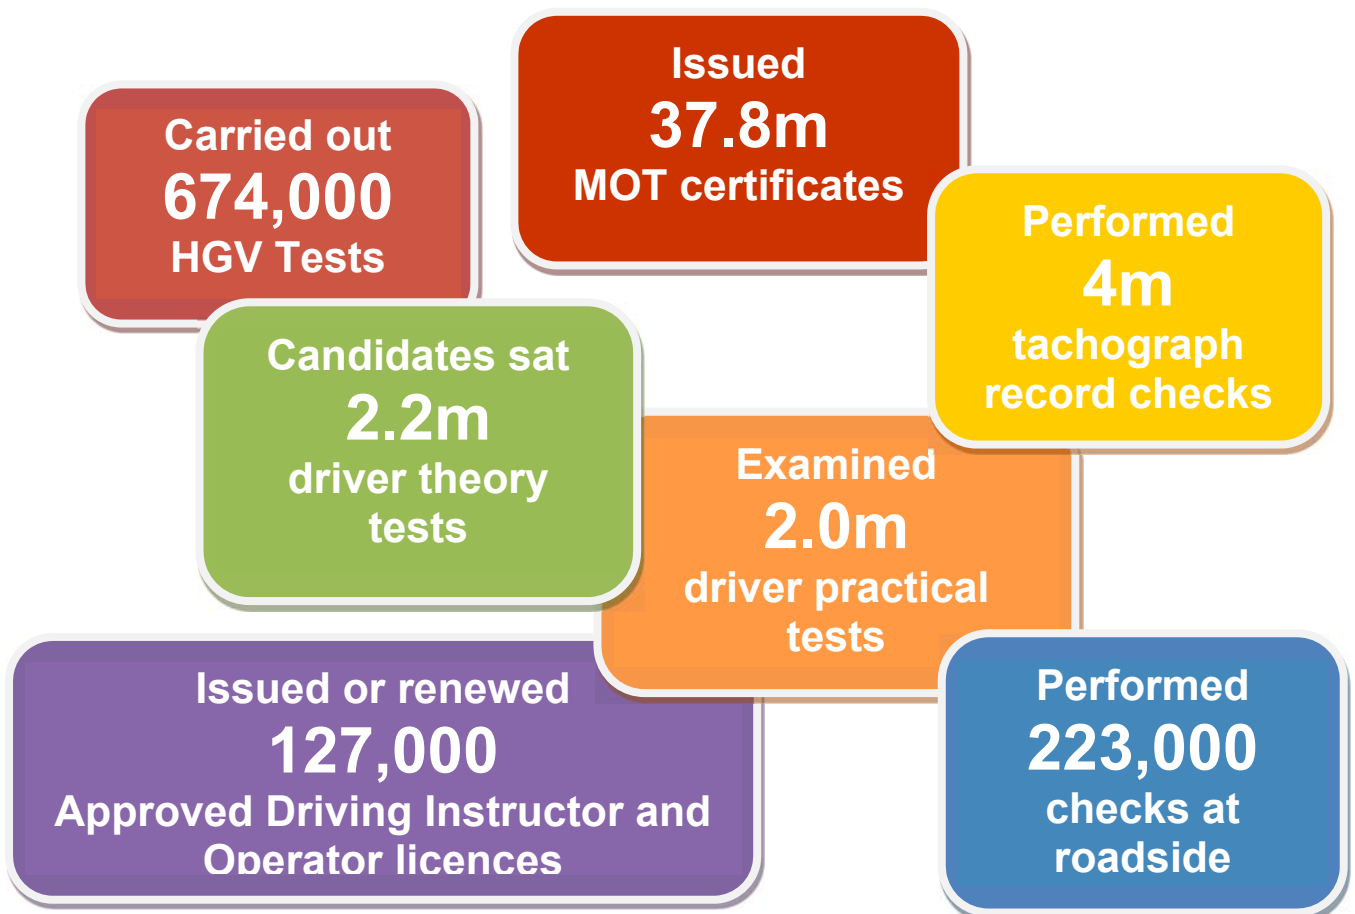 Issued
37.8m
MOT certificates
Carried out
674,000
HGV Tests
Performed
4m
tachograph
record checks
Candidates sat
2.2m
driver theory
tests
Examined
2.0m
driver practical
tests
Issued or renewed
127,000
Approved Driving Instructor and
Operator licences
Performed
223,000
checks at
roadside